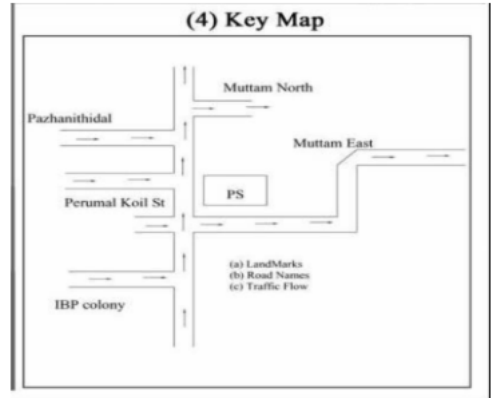 (4) Key Map
Muttam North
Pazhanithidal
Muttam East
PS
Perumal Koil St
(a) LandMarks
(b) Road Names
(c) Traffic Flow
IBP colony